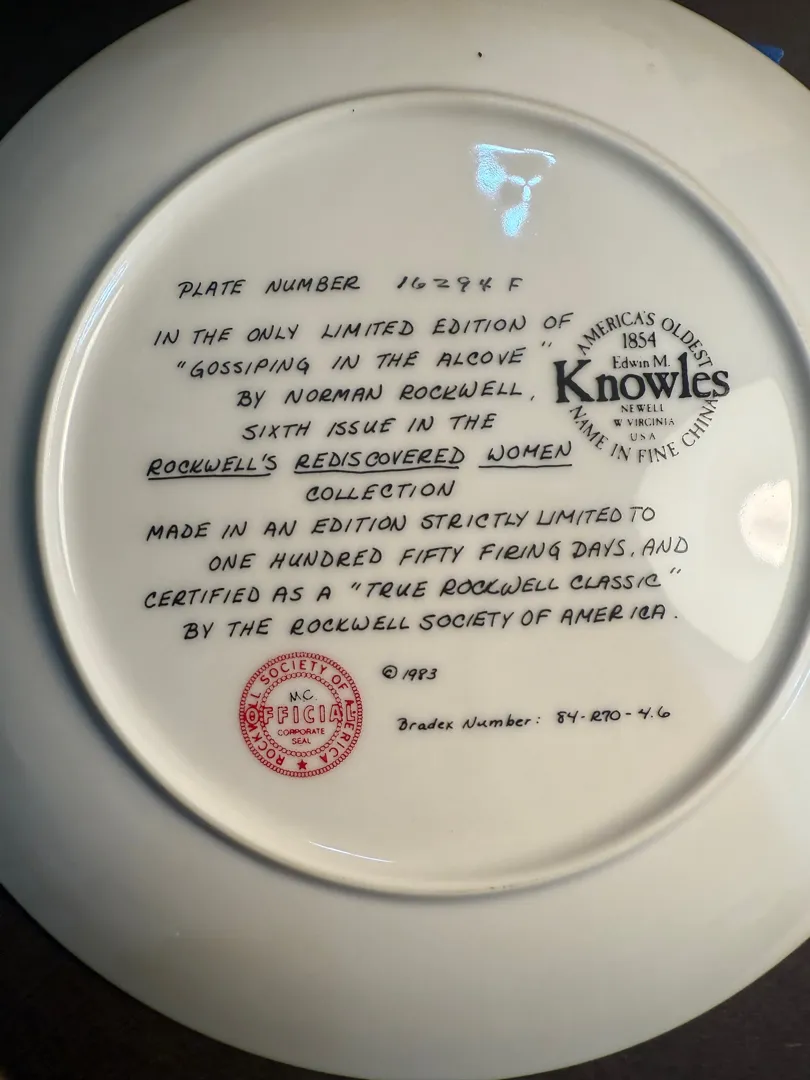 PLATE NUMBER 16294 F
IN THE ONLY LIMITED EDITION OF
"GOSSIPING IN THE ALCOVE"
BY NORMAN ROCKWELL,
SIXTH ISSUE IN THE
ROCKWELL'S REDISCOVERED WOMEN
COLLECTION
MADE IN AN EDITION STRICTLY LIMITED TO
ONE HUNDRED FIFTY FIRING DAYS, AND
CERTIFIED AS A "TRUE ROCKWELL CLASSIC"
BY THE ROCKWELL SOCIETY OF AMERICA.
AMERICA'S OLDEST
1854
Edwin M.
Knowles
NEWELL
W VIRGINIA
USA
NAME IN FINE CHINA
ROCKWELL SOCIETY OF AMERICA
M.C.
OFFICIAL
CORPORATE
SEAL
© 1983
Bradex Number: 84-R70-4.6